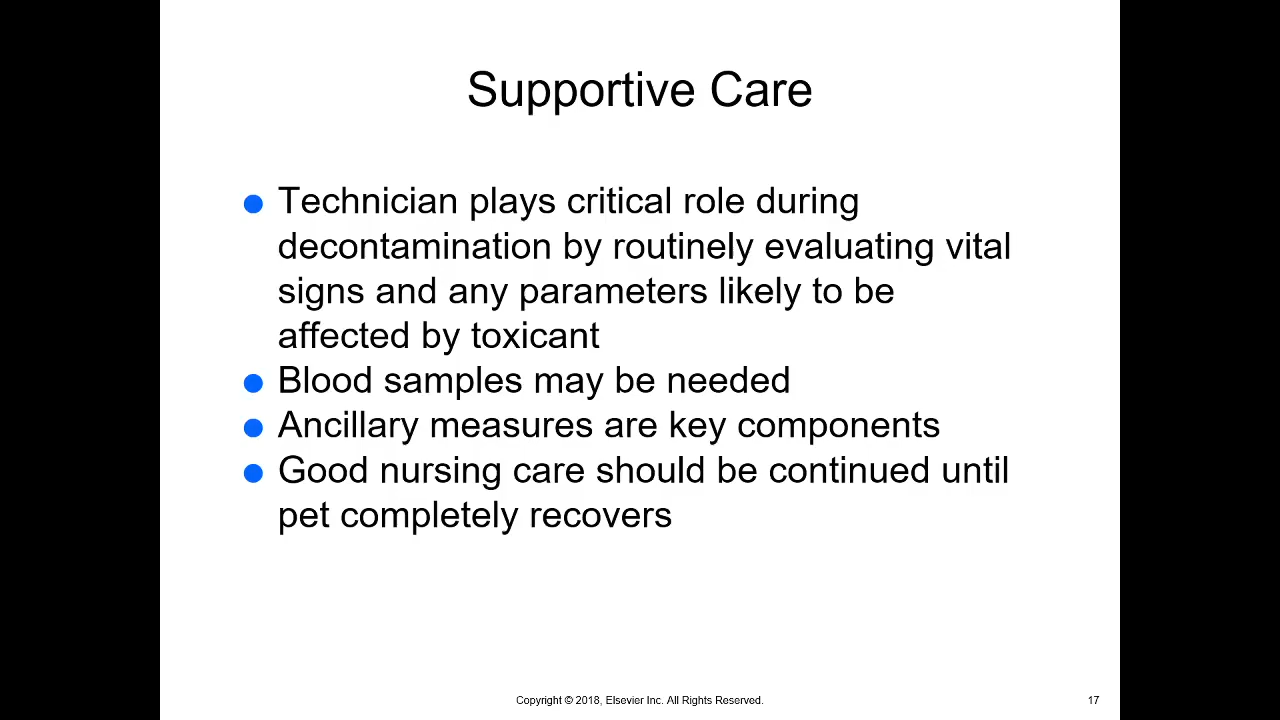 Supportive Care
Technician plays critical role during
decontamination by routinely evaluating vital
signs and any parameters likely to be
affected by toxicant
Blood samples may be needed
Ancillary measures are key components
Good nursing care should be continued until
pet completely recovers
Copyright © 2018, Elsevier Inc. All Rights Reserved.
17